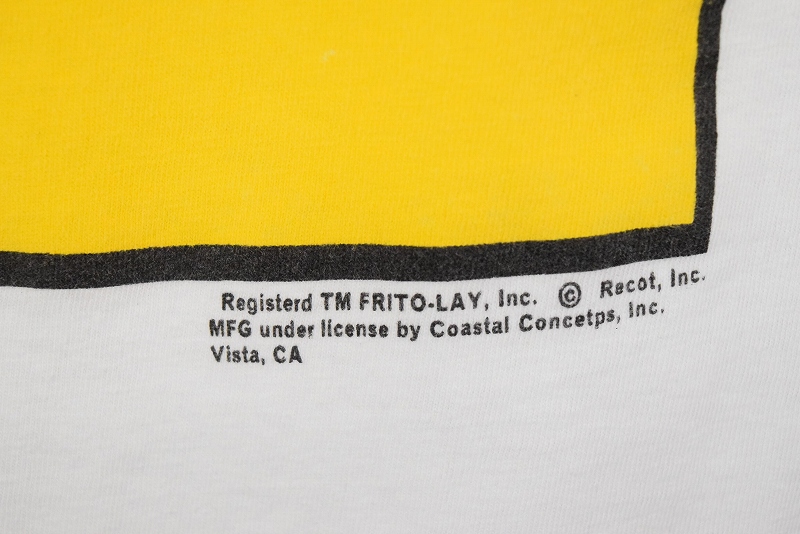 Registerd TM FRITO-LAY, Inc. © Recot, Inc.
MFG under license by Coastal Concetps, Inc.
Vista, CA